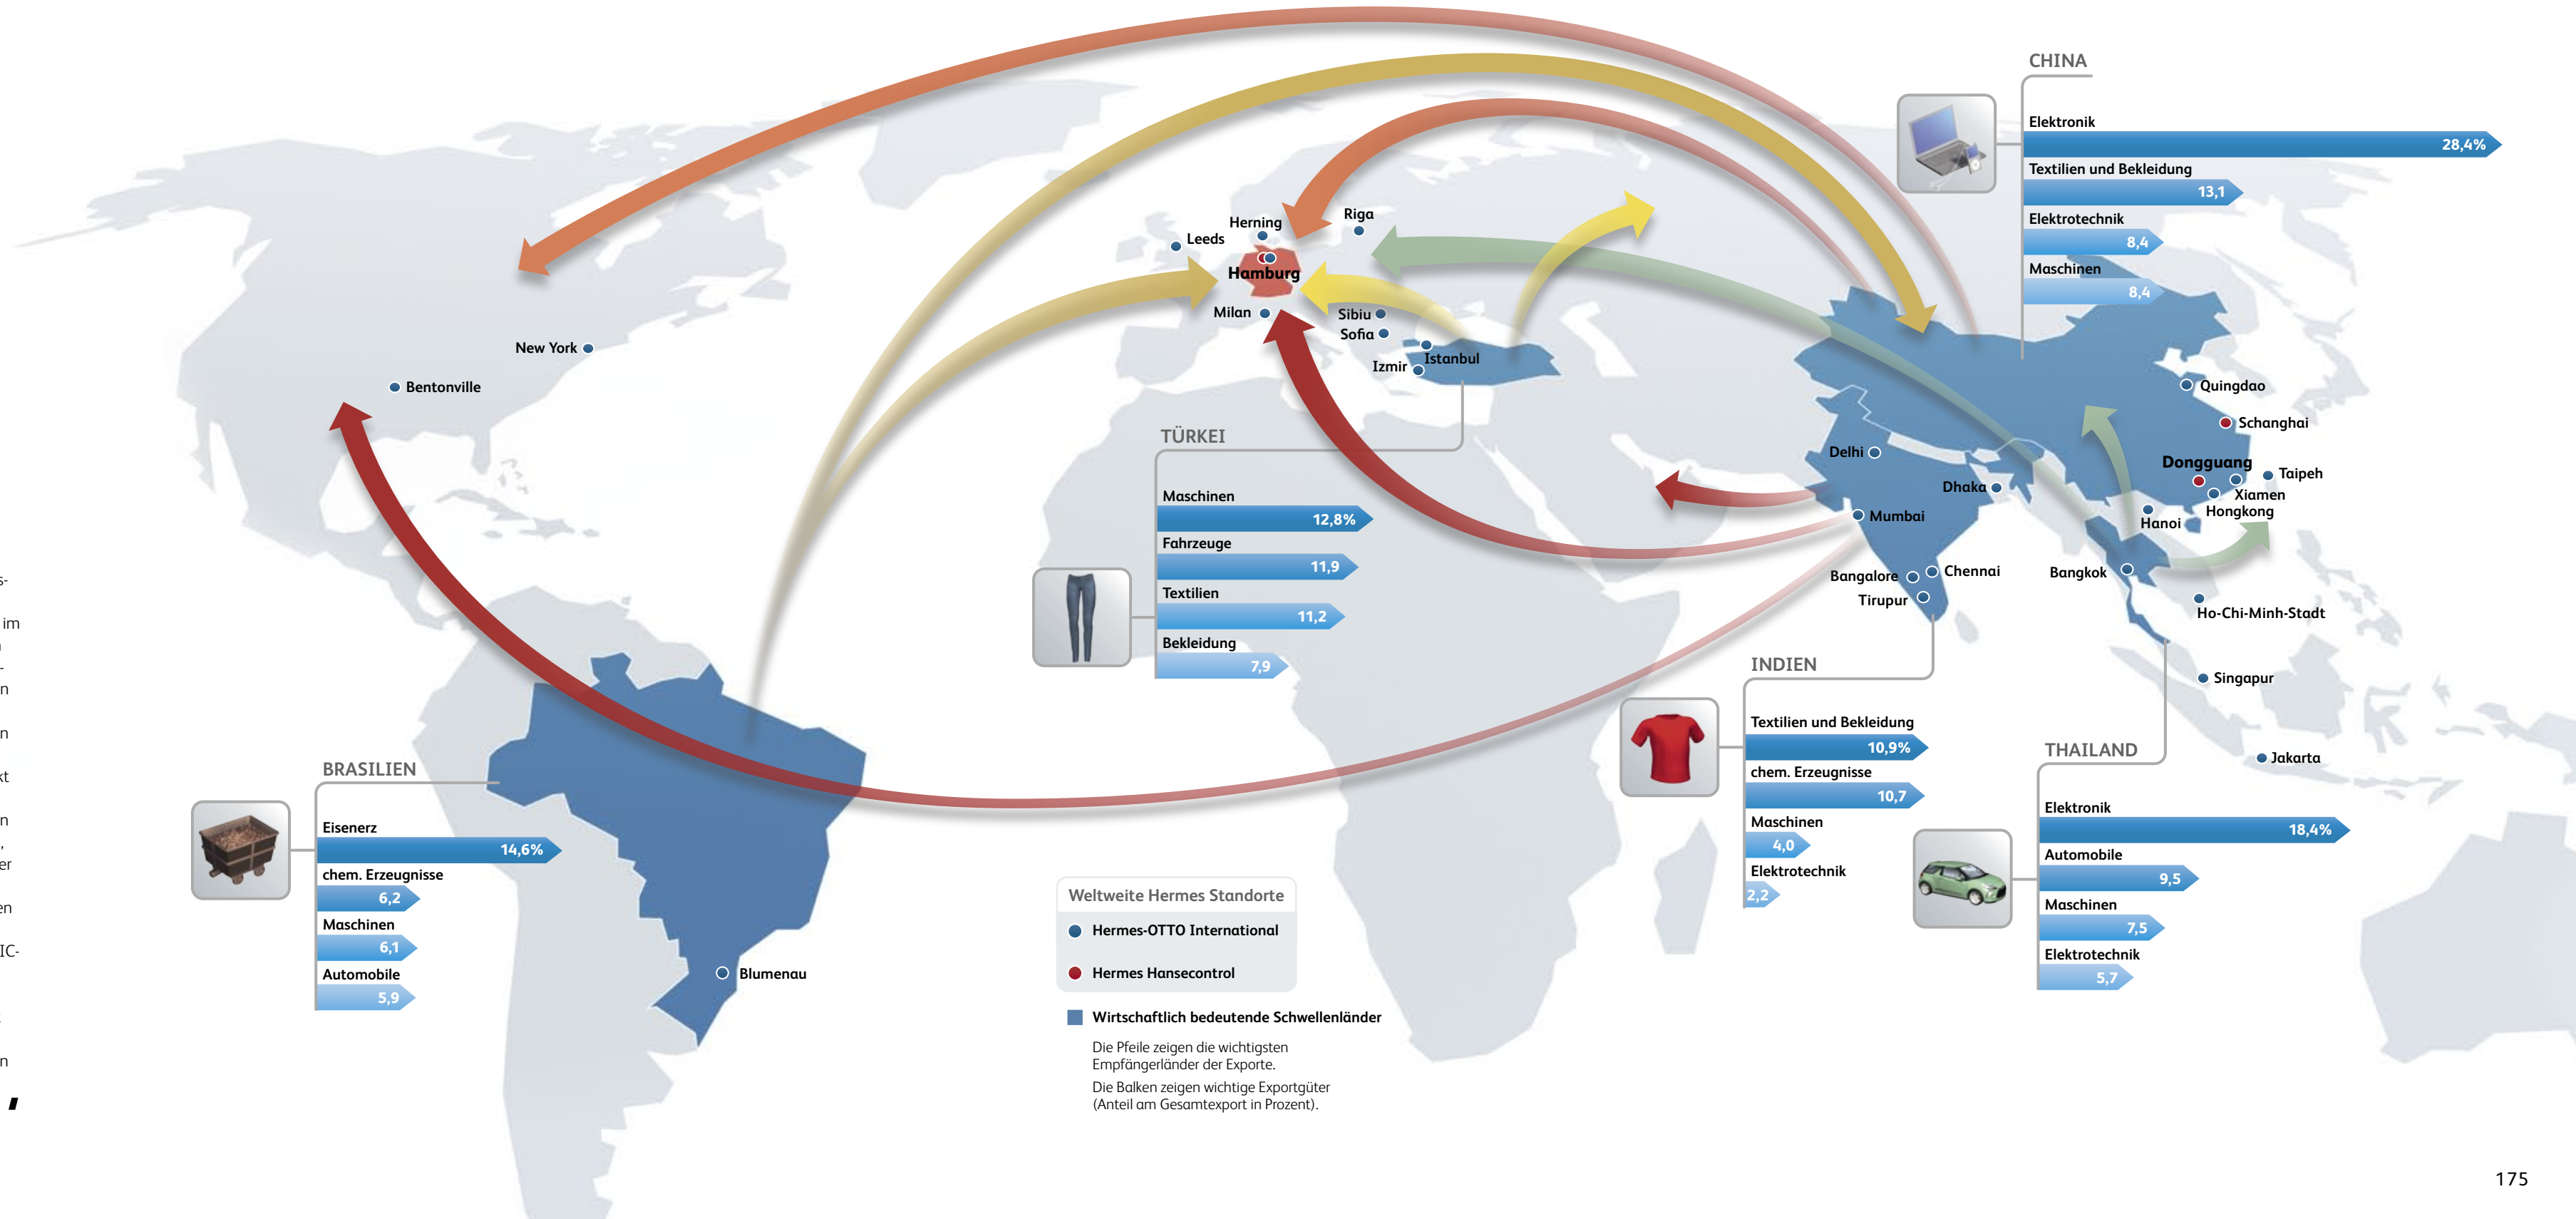 s-
im
-
n
n
kt
n
,
er
en
IC-
n
CHINA
Elektronik
28,4%
Textilien und Bekleidung
13,1
Elektrotechnik
8,4
Maschinen
8,4
Riga
Herning
Leeds
Hamburg
Milan
Sibiu
Sofia
Istanbul
Izmir
New York
Bentonville
Quingdao
Schanghai
Dongguang
Taipeh
Xiamen
Hongkong
Hanoi
Delhi
Dhaka
Mumbai
Bangalore
Chennai
Tirupur
Bangkok
Ho-Chi-Minh-Stadt
Singapur
Jakarta
Blumenau
TÜRKEI
Maschinen
12,8%
Fahrzeuge
11,9
Textilien
11,2
Bekleidung
7,9
INDIEN
Textilien und Bekleidung
10,9%
chem. Erzeugnisse
10,7
Maschinen
4,0
Elektrotechnik
2,2
THAILAND
Elektronik
18,4%
Automobile
9,5
Maschinen
7,5
Elektrotechnik
5,7
BRASILIEN
Eisenerz
14,6%
chem. Erzeugnisse
6,2
Maschinen
6,1
Automobile
5,9
Weltweite Hermes Standorte
Hermes-OTTO International
Hermes Hansecontrol
Wirtschaftlich bedeutende Schwellenländer
Die Pfeile zeigen die wichtigsten
Empfängerländer der Exporte.
Die Balken zeigen wichtige Exportgüter
(Anteil am Gesamtexport in Prozent).
175